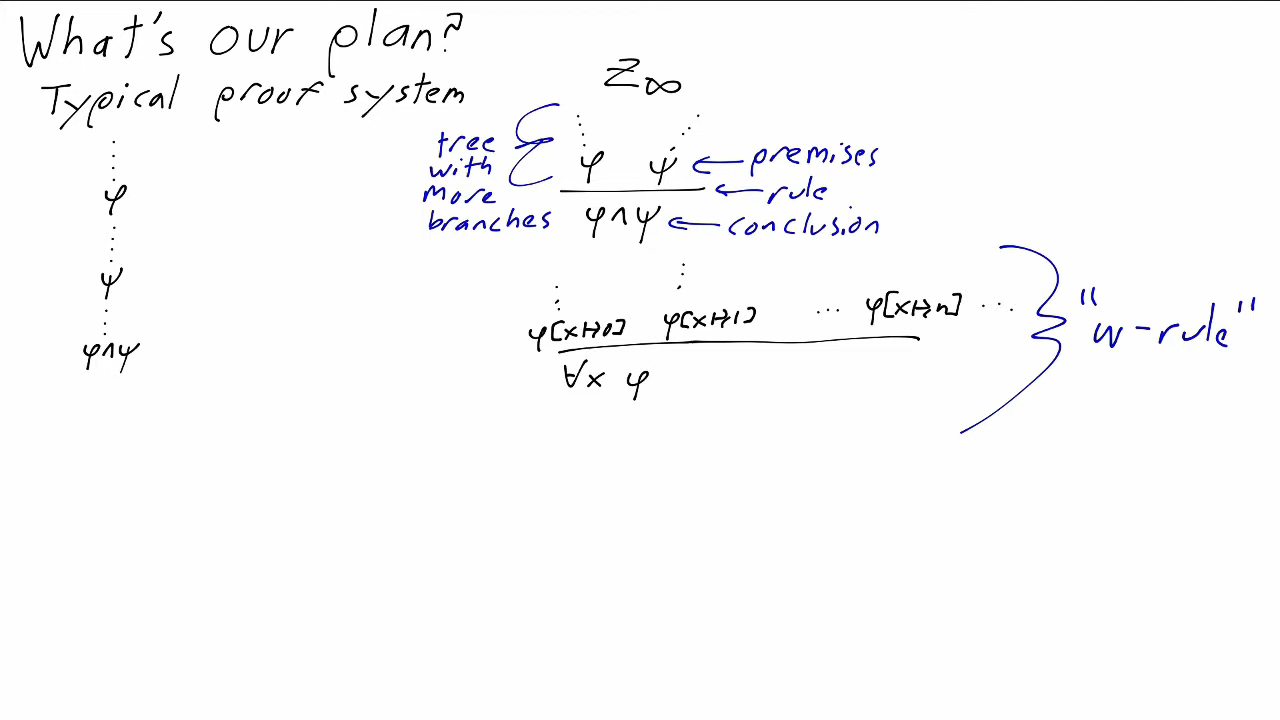 What's our plan?
Typical proof system
⋮
φ
⋮
ψ
⋮
φ∧ψ
Z∞
tree
with
more
branches
φ ψ ← premises
← rule
φ∧ψ ← conclusion
φ[x↦0] φ[x↦1] ... φ[x↦n] ...
∀x φ
"ω-rule"